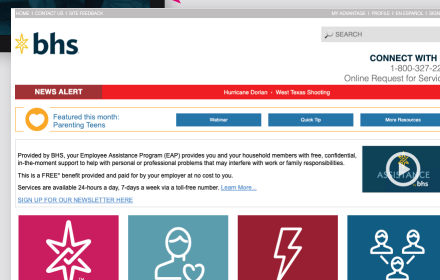 HOME | CONTACT US | SITE FEEDBACK
MY ADVANTAGE | PROFILE | EN ESPAÑOL | SIGN
bhs
SEARCH
CONNECT WITH
1-800-327-22
Online Request for Servic
NEWS ALERT
Hurricane Dorian - West Texas Shooting
Featured this month:
Parenting Teens
Webinar
Quick Tip
More Resources
Provided by BHS, your Employee Assistance Program (EAP) provides you and your household members with free, confidential,
in-the-moment support to help with personal or professional problems that may interfere with work or family responsibilities.
This is a FREE* benefit provided and paid for by your employer at no cost to you.
Services are available 24-hours a day, 7-days a week via a toll-free number. Learn More...
SIGN UP FOR OUR NEWSLETTER HERE
ASSISTANCE
bhs